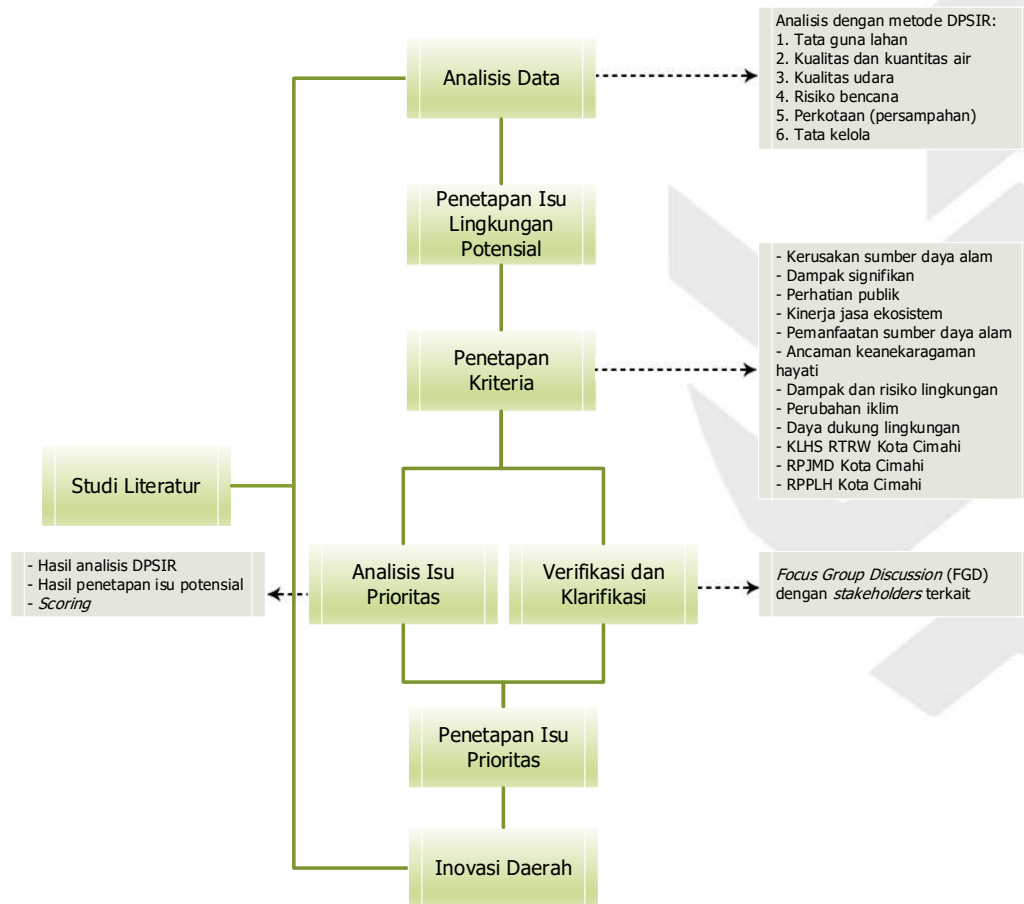 Analisis Data
Analisis dengan metode DPSIR:
1. Tata guna lahan
2. Kualitas dan kuantitas air
3. Kualitas udara
4. Risiko bencana
5. Perkotaan (persampahan)
6. Tata kelola
Penetapan Isu
Lingkungan
Potensial
Penetapan
Kriteria
- Kerusakan sumber daya alam
- Dampak signifikan
- Perhatian publik
- Kinerja jasa ekosistem
- Pemanfaatan sumber daya alam
- Ancaman keanekaragaman
hayati
- Dampak dan risiko lingkungan
- Perubahan iklim
- Daya dukung lingkungan
- KLHS RTRW Kota Cimahi
- RPJMD Kota Cimahi
- RPPLH Kota Cimahi
Studi Literatur
- Hasil analisis DPSIR
- Hasil penetapan isu potensial
- Scoring
Analisis Isu
Prioritas
Verifikasi dan
Klarifikasi
Focus Group Discussion (FGD)
dengan stakeholders terkait
Penetapan Isu
Prioritas
Inovasi Daerah